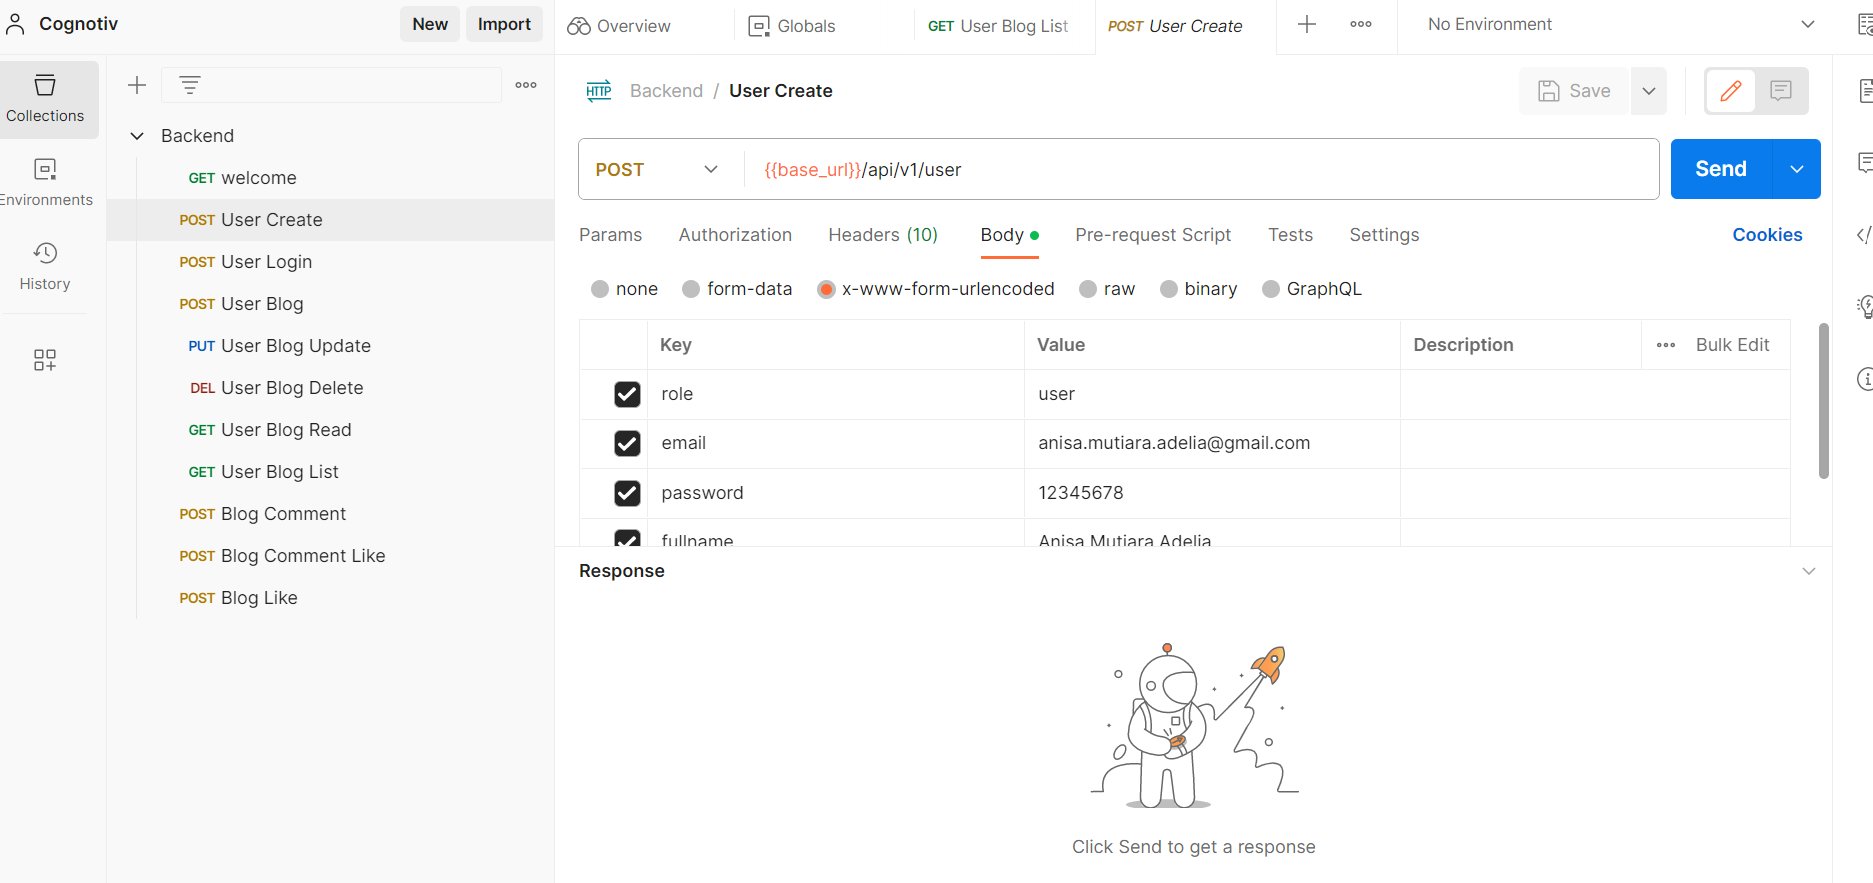 Cognotiv New Import Overview Globals GET User Blog List POST User Create No Environment
Collections
Environments
History
Backend
GET welcome
POST User Create
POST User Login
POST User Blog
PUT User Blog Update
DEL User Blog Delete
GET User Blog Read
GET User Blog List
POST Blog Comment
POST Blog Comment Like
POST Blog Like
HTTP Backend / User Create Save
POST {{base_url}}/api/v1/user Send
Params Authorization Headers (10) Body Pre-request Script Tests Settings Cookies
none form-data x-www-form-urlencoded raw binary GraphQL
Key Value Description Bulk Edit
role user
email anisa.mutiara.adelia@gmail.com
password 12345678
fullname Anisa Mutiara Adelia
Response
Click Send to get a response